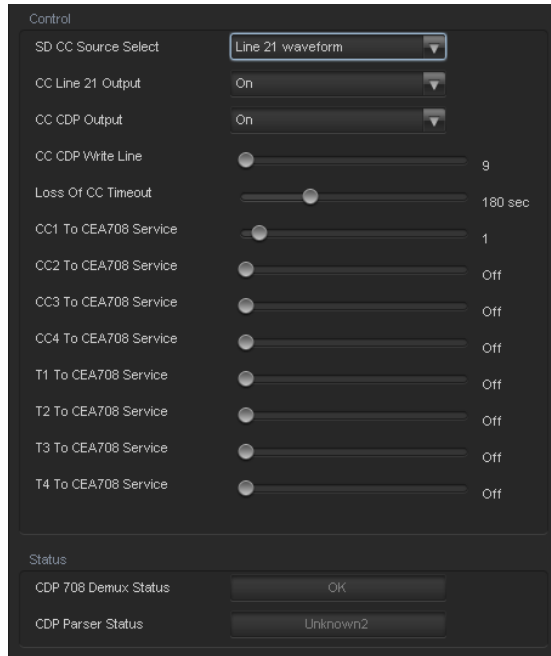 Control
SD CC Source Select Line 21 waveform
CC Line 21 Output On
CC CDP Output On
CC CDP Write Line 9
Loss Of CC Timeout 180 sec
CC1 To CEA708 Service 1
CC2 To CEA708 Service Off
CC3 To CEA708 Service Off
CC4 To CEA708 Service Off
T1 To CEA708 Service Off
T2 To CEA708 Service Off
T3 To CEA708 Service Off
T4 To CEA708 Service Off
Status
CDP 708 Demux Status OK
CDP Parser Status Unknown2